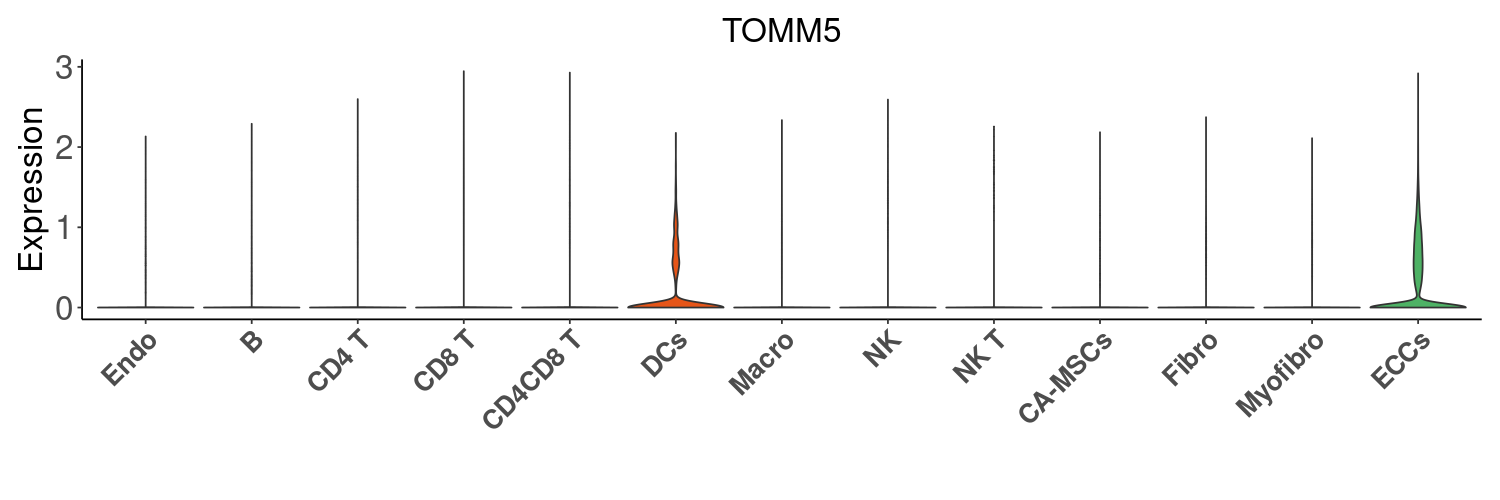 TOMM5
Expression
3
2
1
0
Endo
B
CD4 T
CD8 T
CD4CD8 T
DCs
Macro
NK
NK T
CA-MSCs
Fibro
Myofibro
ECCs